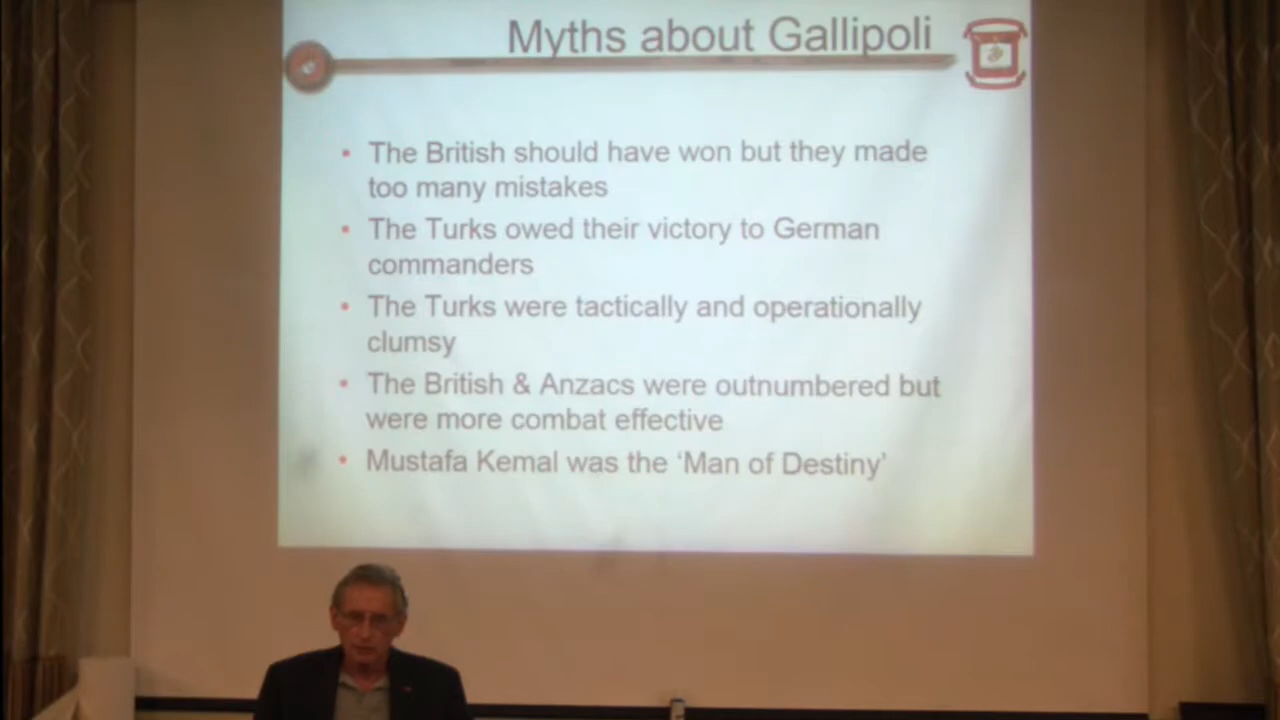 Myths about Gallipoli
• The British should have won but they made
too many mistakes
• The Turks owed their victory to German
commanders
• The Turks were tactically and operationally
clumsy
• The British & Anzacs were outnumbered but
were more combat effective
• Mustafa Kemal was the ‘Man of Destiny’